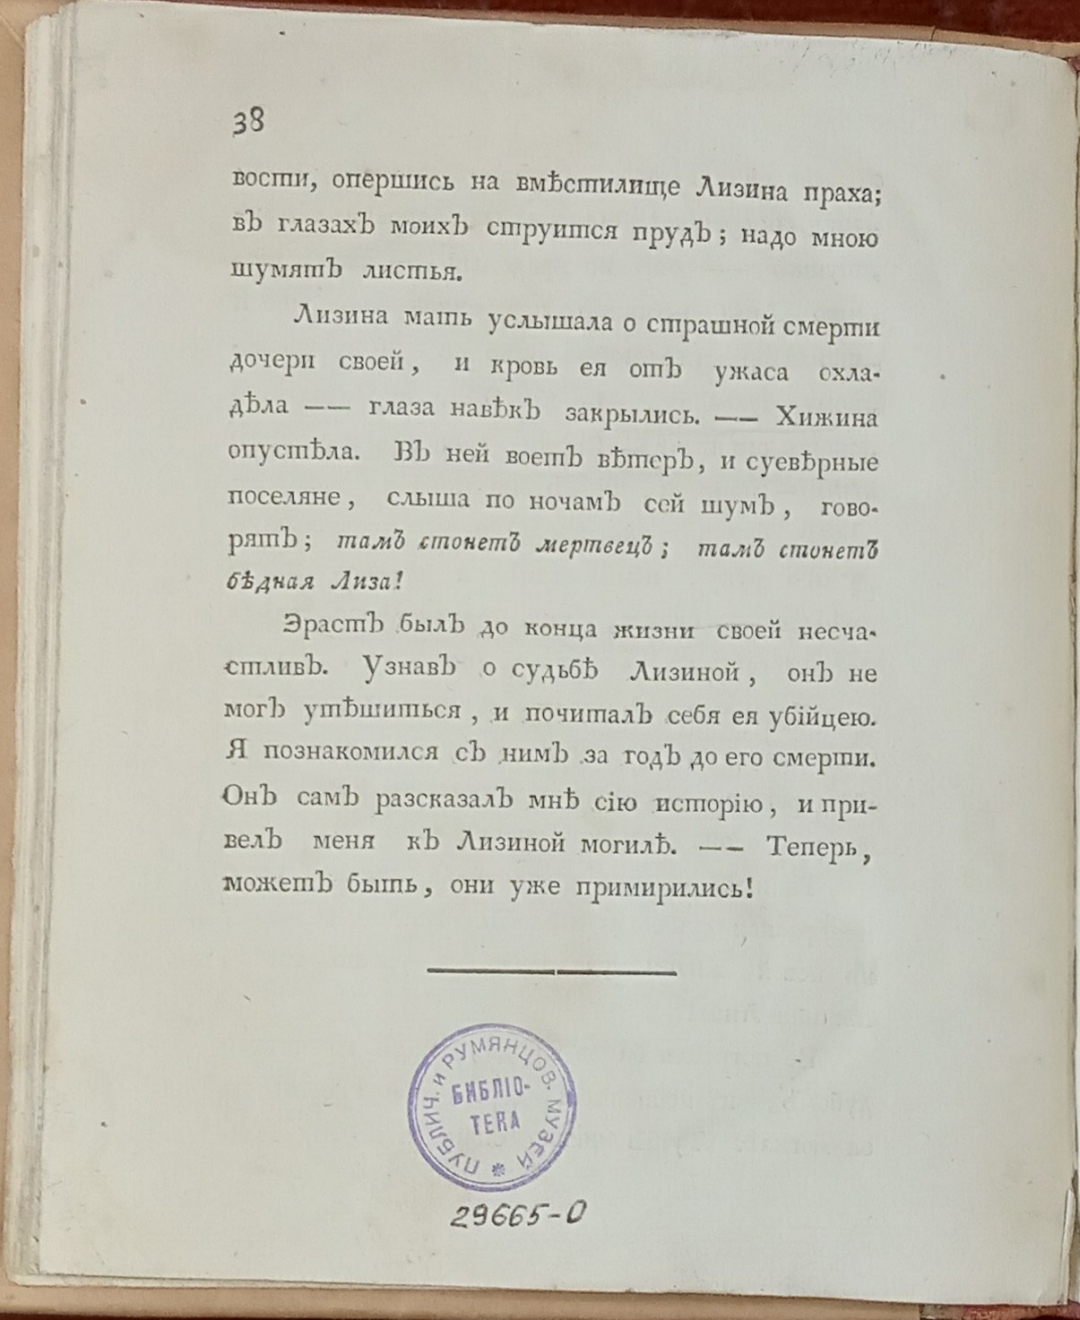 38
вости, опершись на вмѣстилище Лизина праха;
въ глазахъ моихъ струится прудъ; надо мною
шумятъ листья.
Лизина мать услышала о страшной смерти
дочери своей, и кровь ея отъ ужаса охла-
дѣла —— глаза навѣкъ закрылись. —— Хижина
опустѣла. Въ ней воетъ вѣтеръ, и суевѣрные
поселяне, слыша по ночамъ сей шумъ, гово-
рятъ; тамъ стонетъ мертвецъ; тамъ стонетъ
бѣдная Лиза!
Эрастъ былъ до конца жизни своей несча-
стливъ. Узнавъ о судьбѣ Лизиной, онъ не
могъ утѣшиться, и почиталъ себя ея убійцею.
Я познакомился съ нимъ за годъ до его смерти.
Онъ самъ разсказалъ мнѣ сію исторію, и при-
велъ меня къ Лизиной могилѣ. —— Теперь,
можетъ быть, они уже примирились!
ПУБЛИЧ. И РУМЯНЦОВ. МУЗЕЙ
БИБЛІО-
ТЕКА
29665-0